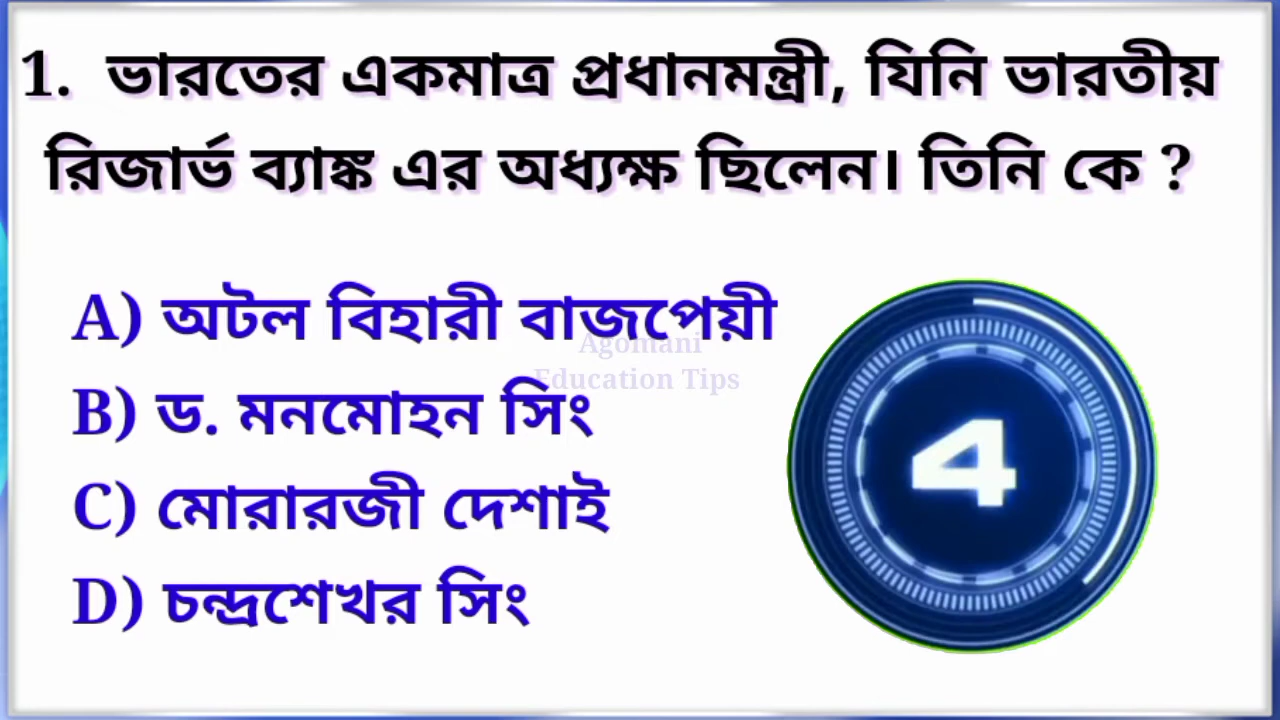 1. ভারতের একমাত্র প্রধানমন্ত্রী, যিনি ভারতীয়
রিজার্ভ ব্যাঙ্ক এর অধ্যক্ষ ছিলেন। তিনি কে ?
A) অটল বিহারী বাজপেয়ী
Agomani
Education Tips
B) ড. মনমোহন সিং
C) মোরারজী দেশাই
D) চন্দ্রশেখর সিং
4